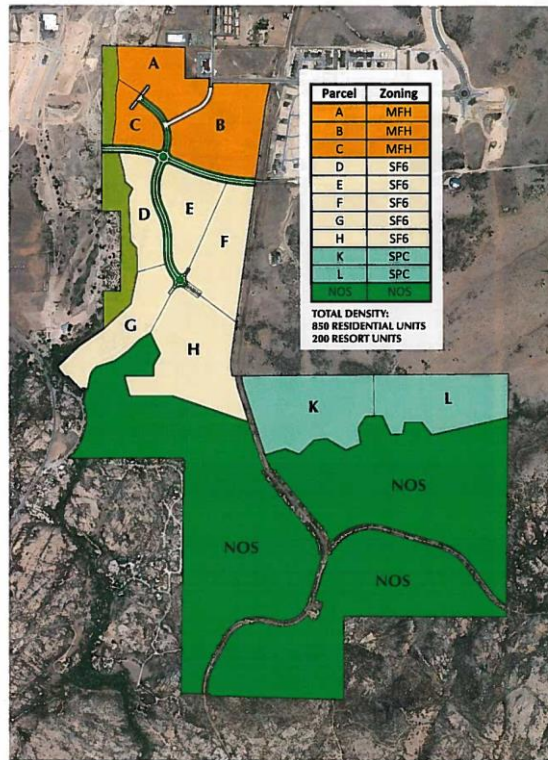 A
C
B
D
E
F
G
H
K
L
NOS
NOS
NOS
Parcel Zoning
A MFH
B MFH
C MFH
D SF6
E SF6
F SF6
G SF6
H SF6
K SPC
L SPC
NOS NOS
TOTAL DENSITY:
850 RESIDENTIAL UNITS
200 RESORT UNITS